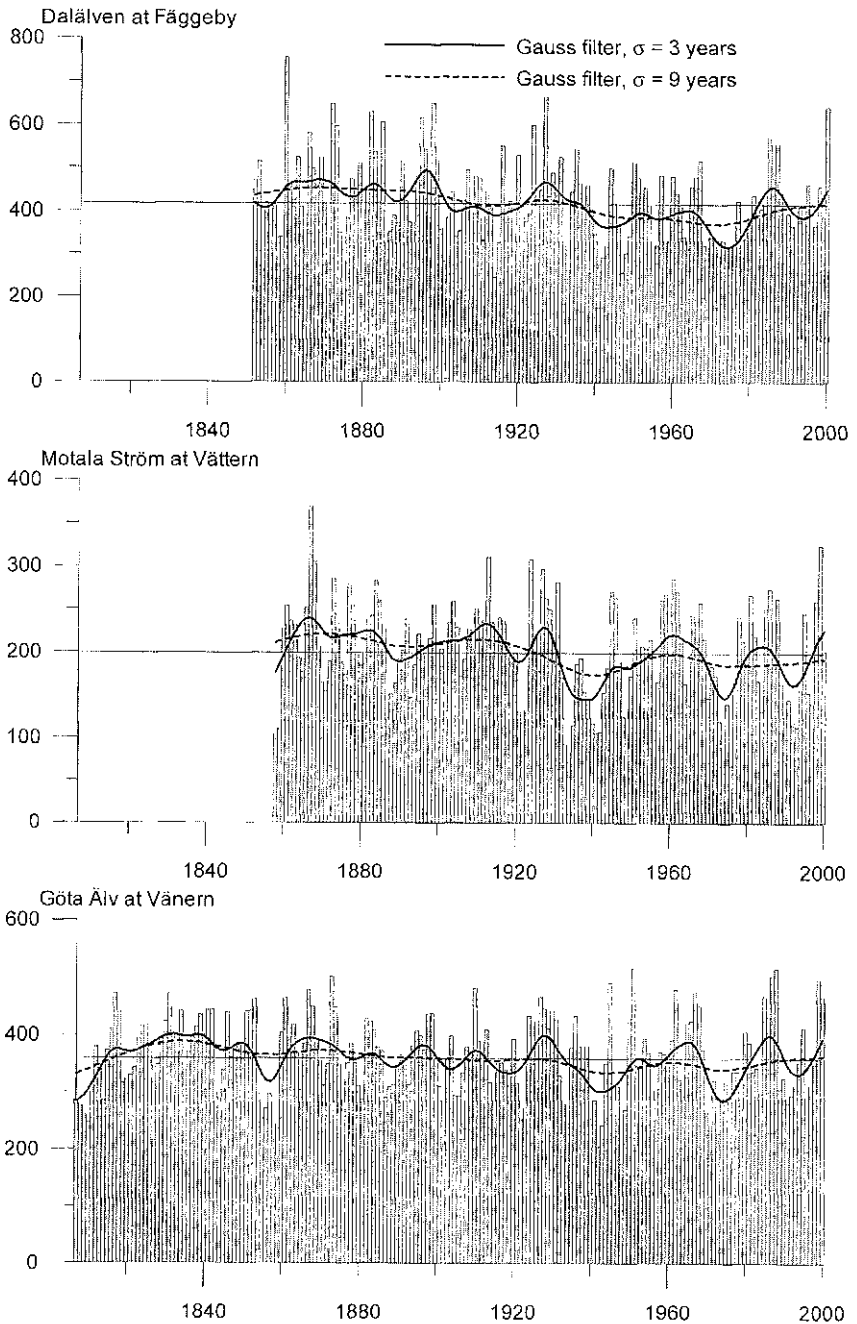 Dalälven at Fäggeby
800
600
400
200
0
Gauss filter, σ = 3 years
Gauss filter, σ = 9 years
1840 1880 1920 1960 2000
Motala Ström at Vättern
400
300
200
100
0
1840 1880 1920 1960 2000
Göta Älv at Vänern
600
400
200
0
1840 1880 1920 1960 2000